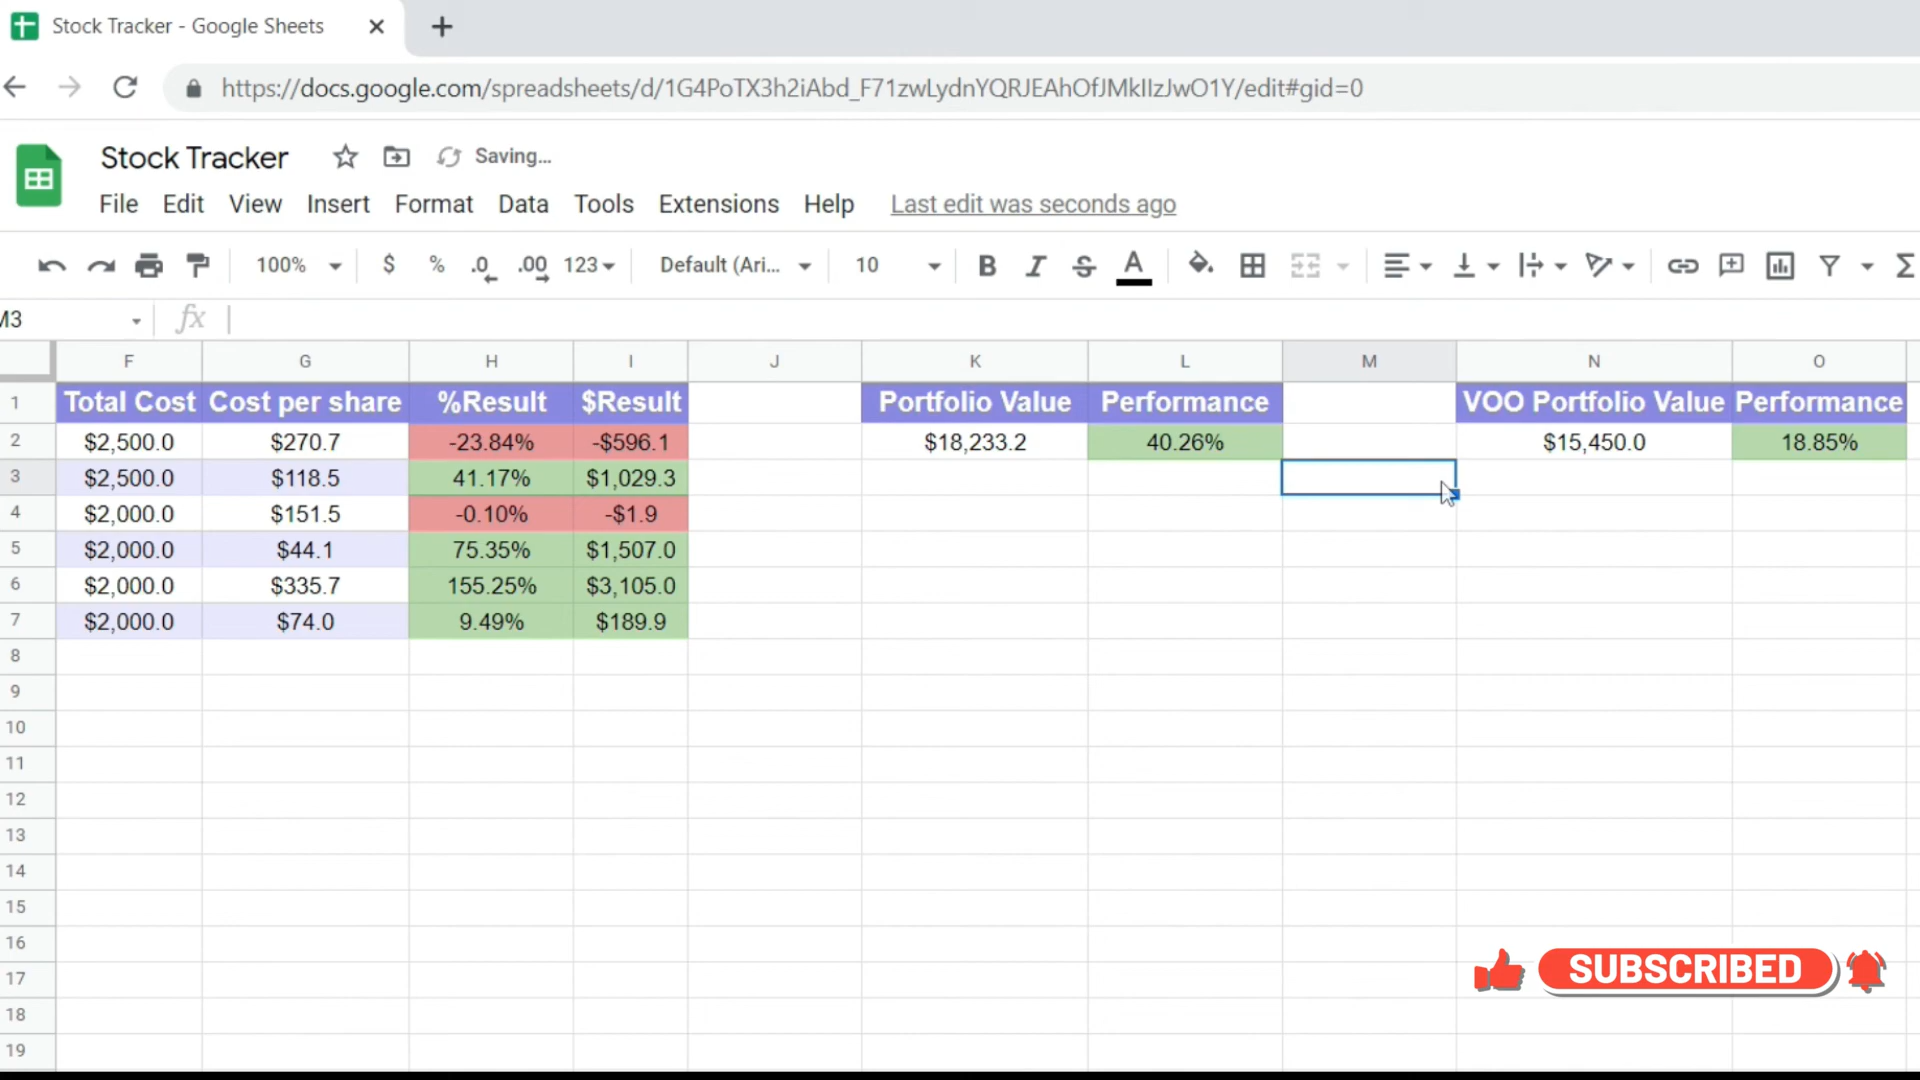 Stock Tracker - Google Sheets
https://docs.google.com/spreadsheets/d/1G4PoTX3h2iAbd_F71zwLydnYQRJEAhOfJMkIIzJwO1Y/edit#gid=0
Stock Tracker Saving...
File Edit View Insert Format Data Tools Extensions Help Last edit was seconds ago
100% $ % .0 .00 123 Default (Ari... 10 B I S A Σ
M3 fx
F G H I J K L M N O
1 Total Cost Cost per share %Result $Result Portfolio Value Performance VOO Portfolio Value Performance
2 $2,500.0 $270.7 -23.84% -$596.1 $18,233.2 40.26% $15,450.0 18.85%
3 $2,500.0 $118.5 41.17% $1,029.3
4 $2,000.0 $151.5 -0.10% -$1.9
5 $2,000.0 $44.1 75.35% $1,507.0
6 $2,000.0 $335.7 155.25% $3,105.0
7 $2,000.0 $74.0 9.49% $189.9
8
9
10
11
12
13
14
15
16
17
SUBSCRIBED
18
19